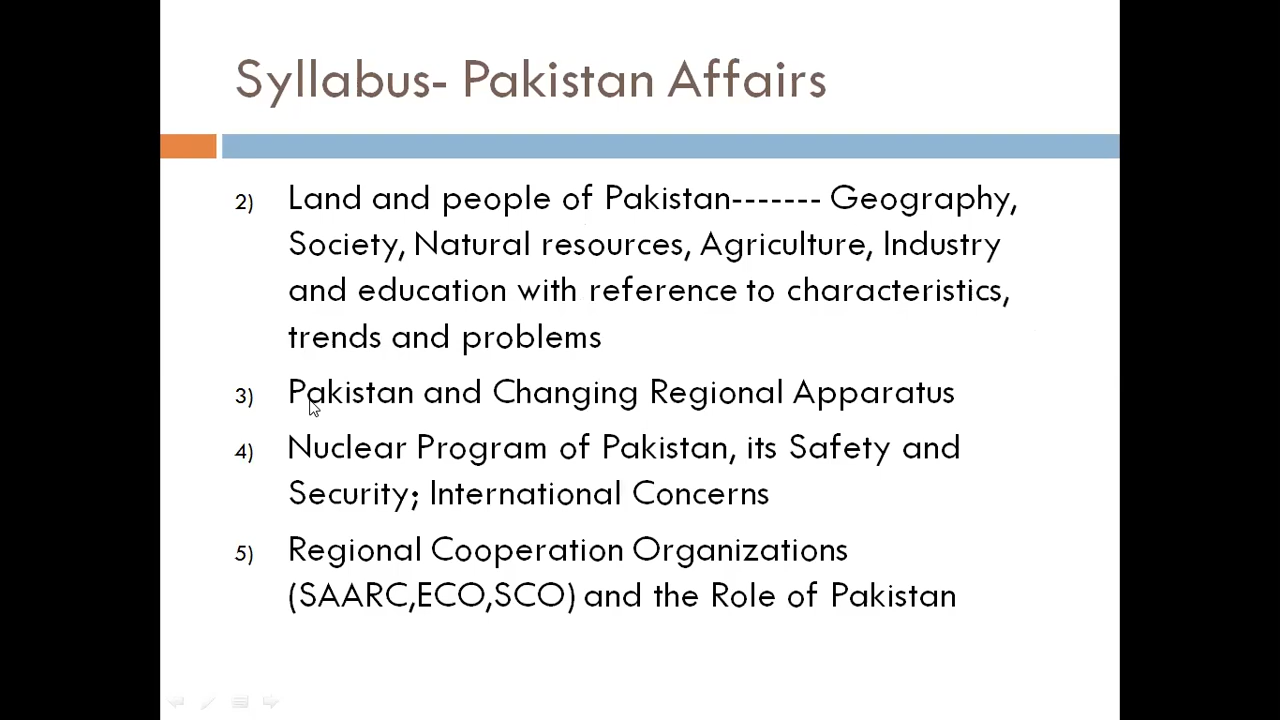 Syllabus- Pakistan Affairs
2) Land and people of Pakistan------- Geography,
Society, Natural resources, Agriculture, Industry
and education with reference to characteristics,
trends and problems
3) Pakistan and Changing Regional Apparatus
4) Nuclear Program of Pakistan, its Safety and
Security; International Concerns
5) Regional Cooperation Organizations
(SAARC,ECO,SCO) and the Role of Pakistan